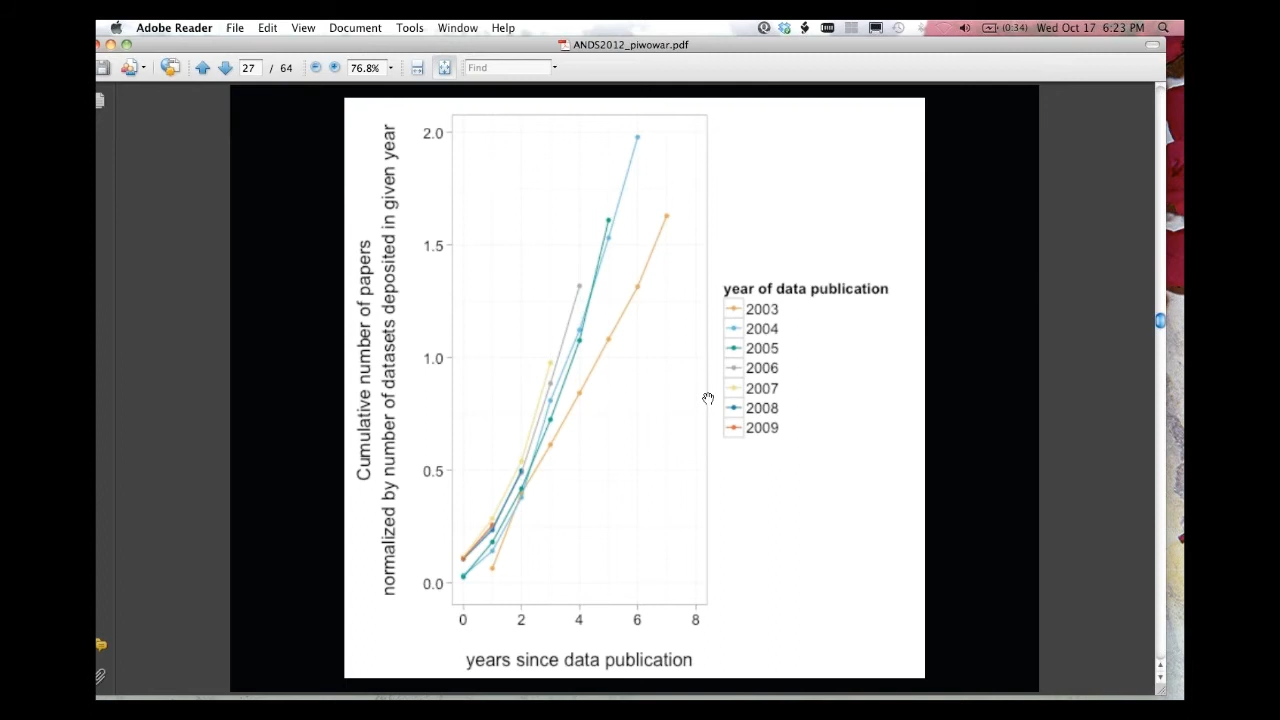 Adobe Reader File Edit View Document Tools Window Help (0:34) Wed Oct 17 6:23 PM
ANDS2012_piwowar.pdf
27 / 64 76.8% Find
Cumulative number of papers
normalized by number of datasets deposited in given year
2.0
1.5
1.0
0.5
0.0
0 2 4 6 8
years since data publication
year of data publication
2003
2004
2005
2006
2007
2008
2009